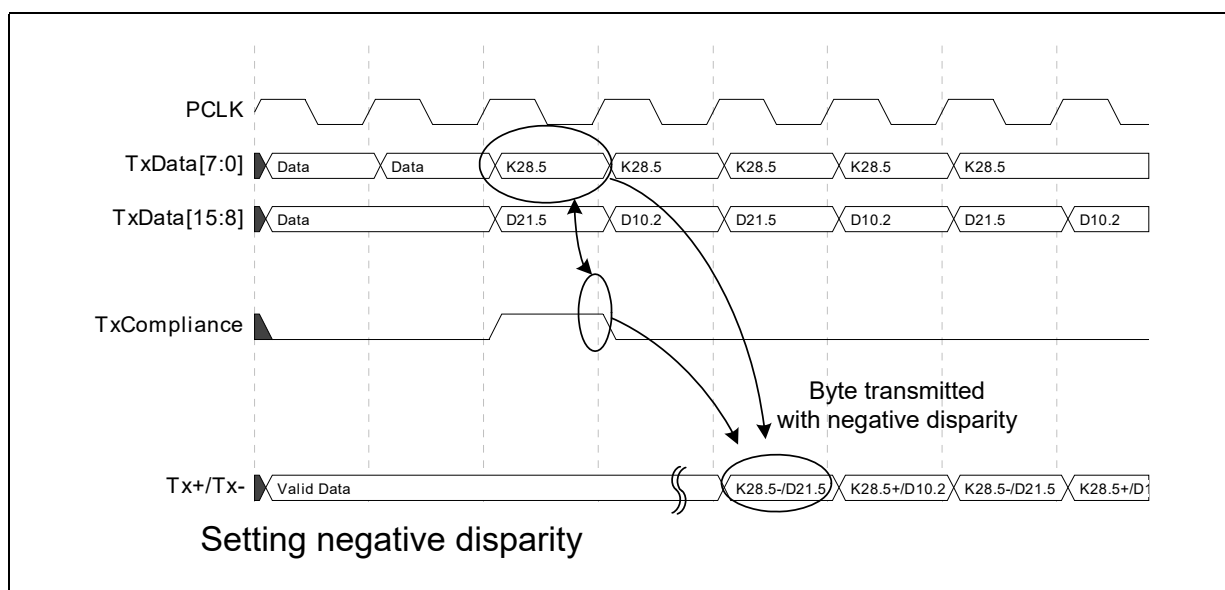 PCLK
TxData[7:0] Data Data K28.5 K28.5 K28.5 K28.5 K28.5
TxData[15:8] Data D21.5 D10.2 D21.5 D10.2 D21.5 D10.2
TxCompliance
Byte transmitted
with negative disparity
Tx+/Tx- Valid Data K28.5-/D21.5 K28.5+/D10.2 K28.5-/D21.5 K28.5+/D1
Setting negative disparity